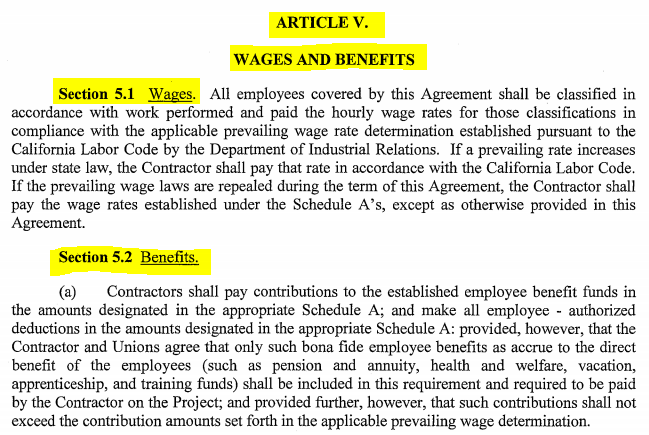 ARTICLE V.
WAGES AND BENEFITS
Section 5.1 Wages. All employees covered by this Agreement shall be classified in
accordance with work performed and paid the hourly wage rates for those classifications in
compliance with the applicable prevailing wage rate determination established pursuant to the
California Labor Code by the Department of Industrial Relations. If a prevailing rate increases
under state law, the Contractor shall pay that rate in accordance with the California Labor Code.
If the prevailing wage laws are repealed during the term of this Agreement, the Contractor shall
pay the wage rates established under the Schedule A's, except as otherwise provided in this
Agreement.
Section 5.2 Benefits.
(a) Contractors shall pay contributions to the established employee benefit funds in
the amounts designated in the appropriate Schedule A; and make all employee - authorized
deductions in the amounts designated in the appropriate Schedule A: provided, however, that the
Contractor and Unions agree that only such bona fide employee benefits as accrue to the direct
benefit of the employees (such as pension and annuity, health and welfare, vacation,
apprenticeship, and training funds) shall be included in this requirement and required to be paid
by the Contractor on the Project; and provided further, however, that such contributions shall not
exceed the contribution amounts set forth in the applicable prevailing wage determination.